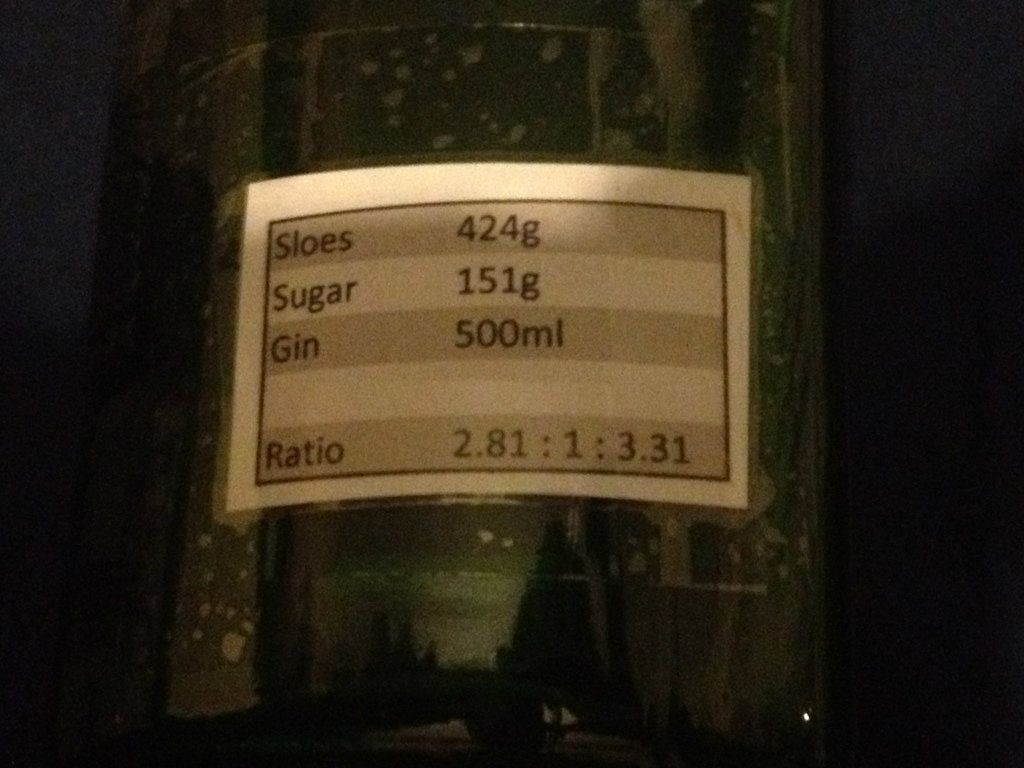 Sloes 424g
Sugar 151g
Gin 500ml
Ratio 2.81 : 1 : 3.31